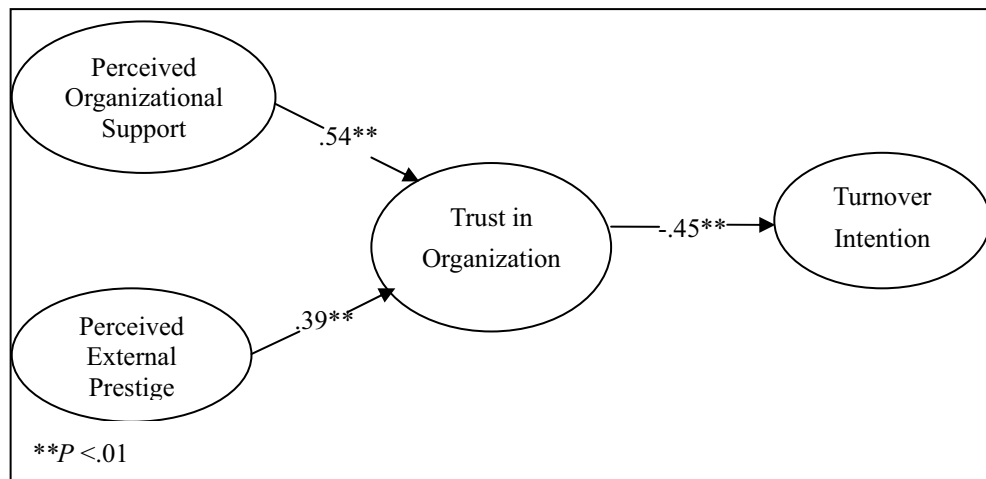 Perceived
Organizational
Support
.54**
Trust in
Organization
-.45**
Turnover
Intention
.39**
Perceived
External
Prestige
**P <.01